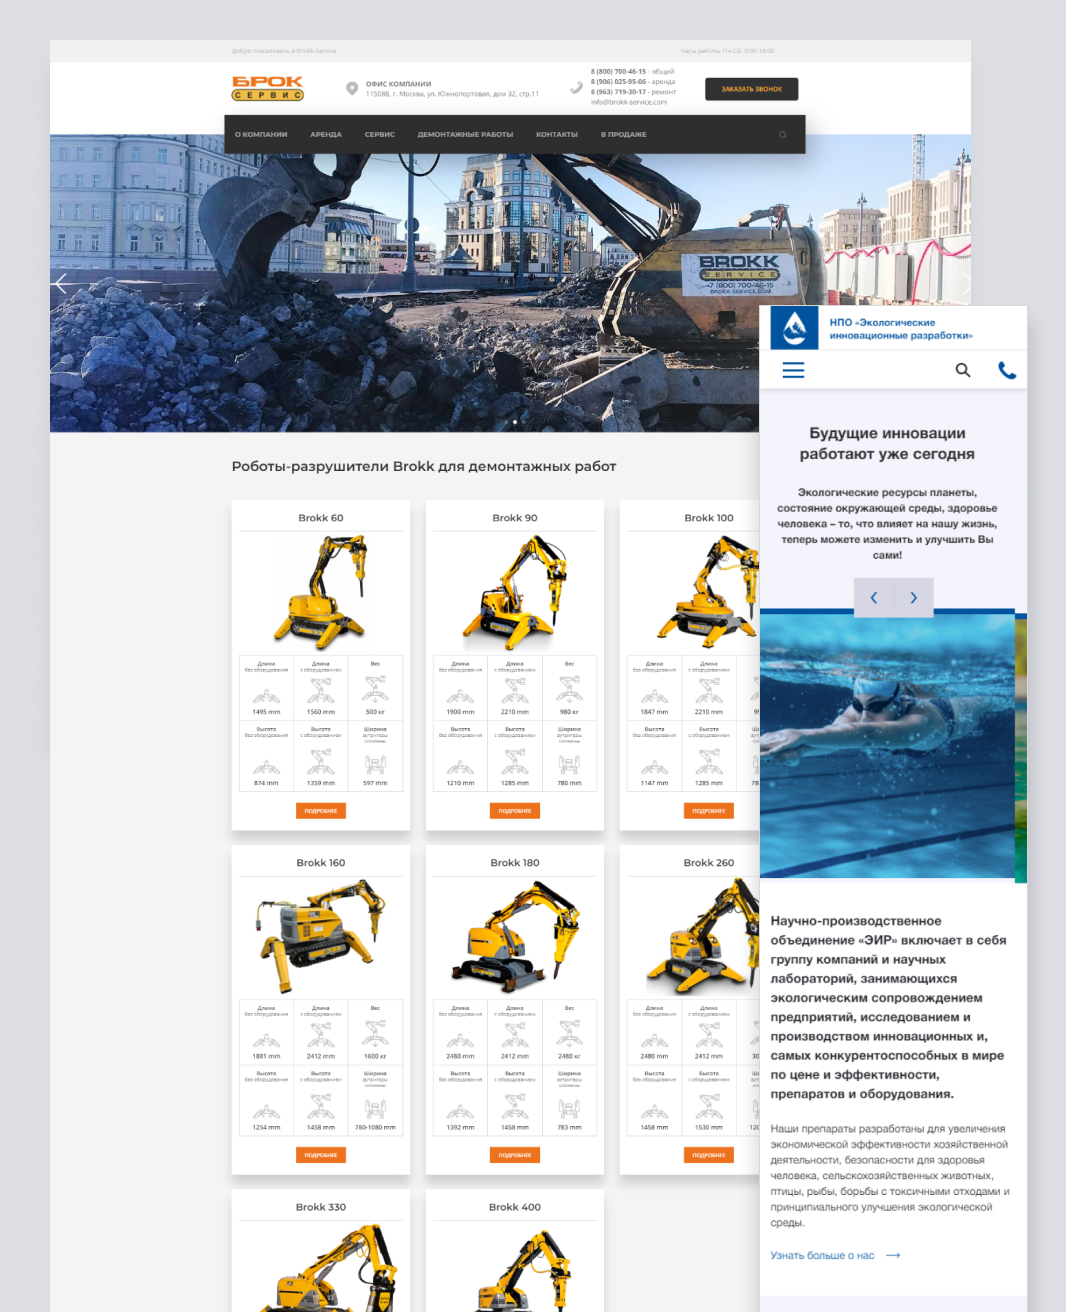 Добро пожаловать в Brokk-Service
Часы работы Пн-Сб: 9:00-18:00
БРОК
СЕРВИС
ОФИС КОМПАНИИ
115088, г. Москва, ул. Южнопортовая, дом 32, стр.11
8 (800) 700-46-15 - общий
8 (906) 025-95-06 - аренда
8 (963) 719-30-17 - ремонт
info@brokk-service.com
ЗАКАЗАТЬ ЗВОНОК
О КОМПАНИИ АРЕНДА СЕРВИС ДЕМОНТАЖНЫЕ РАБОТЫ КОНТАКТЫ В ПРОДАЖЕ
BROKK
SERVICE
+7 (800) 700-46-15
BROKK-SERVICE.COM
Роботы-разрушители Brokk для демонтажных работ
Brokk 60
Длина Длина Вес
без оборудования с оборудованием
1495 mm 1560 mm 500 кг
Высота Высота Ширина
без оборудования с оборудованием аутригеры
сложены
874 mm 1359 mm 597 mm
ПОДРОБНЕЕ
Brokk 90
Длина Длина Вес
без оборудования с оборудованием
1900 mm 2210 mm 980 кг
Высота Высота Ширина
без оборудования с оборудованием аутригеры
сложены
1210 mm 1285 mm 780 mm
ПОДРОБНЕЕ
Brokk 100
Длина Длина
без оборудования с оборудованием
1847 mm 2210 mm
Высота Высота
без оборудования с оборудованием
1147 mm 1285 mm
ПОДРОБНЕЕ
Brokk 160
Длина Длина Вес
без оборудования с оборудованием
1881 mm 2412 mm 1600 кг
Высота Высота Ширина
без оборудования с оборудованием аутригеры
сложены
1254 mm 1458 mm 780-1080 mm
ПОДРОБНЕЕ
Brokk 180
Длина Длина Вес
без оборудования с оборудованием
2480 mm 2412 mm 2480 кг
Высота Высота Ширина
без оборудования с оборудованием аутригеры
сложены
1392 mm 1458 mm 783 mm
ПОДРОБНЕЕ
Brokk 260
Длина Длина
без оборудования с оборудованием
2480 mm 2412 mm
Высота Высота
без оборудования с оборудованием
1458 mm 1530 mm
ПОДРОБНЕЕ
Brokk 330
Brokk 400
НПО «Экологические
инновационные разработки»
Будущие инновации
работают уже сегодня
Экологические ресурсы планеты,
состояние окружающей среды, здоровье
человека – то, что влияет на нашу жизнь,
теперь можете изменить и улучшить Вы
сами!
Научно-производственное
объединение «ЭИР» включает в себя
группу компаний и научных
лабораторий, занимающихся
экологическим сопровождением
предприятий, исследованием и
производством инновационных и,
самых конкурентоспособных в мире
по цене и эффективности,
препаратов и оборудования.
Наши препараты разработаны для увеличения
экономической эффективности хозяйственной
деятельности, безопасности для здоровья
человека, сельскохозяйственных животных,
птицы, рыбы, борьбы с токсичными отходами и
принципиального улучшения экологической
среды.
Узнать больше о нас